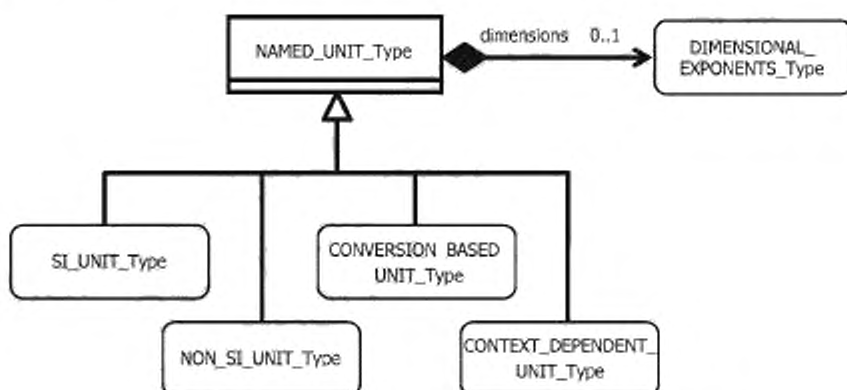 NAMED_UNIT_Type
dimensions 0..1
DIMENSIONAL_
EXPONENTS_Type
SI_UNIT_Type
CONVERSION BASED
UNIT_Type
NON_SI_UNIT_Type
CONTEXT_DEPENDENT_
UNIT_Type